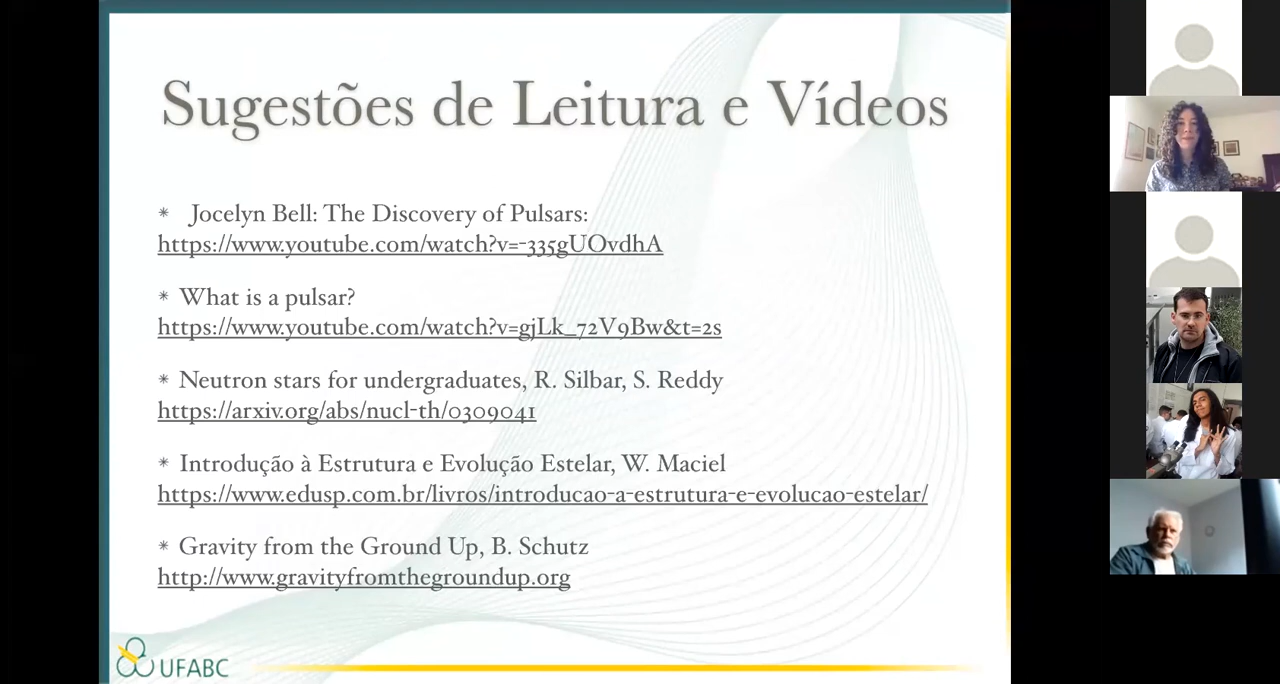 Sugestões de Leitura e Vídeos
* Jocelyn Bell: The Discovery of Pulsars:
https://www.youtube.com/watch?v=-335gUOvdhA
* What is a pulsar?
https://www.youtube.com/watch?v=gjLk_72V9Bw&t=2s
* Neutron stars for undergraduates, R. Silbar, S. Reddy
https://arxiv.org/abs/nucl-th/0309041
* Introdução à Estrutura e Evolução Estelar, W. Maciel
https://www.edusp.com.br/livros/introducao-a-estrutura-e-evolucao-estelar/
* Gravity from the Ground Up, B. Schutz
http://www.gravityfromthegroundup.org
UFABC